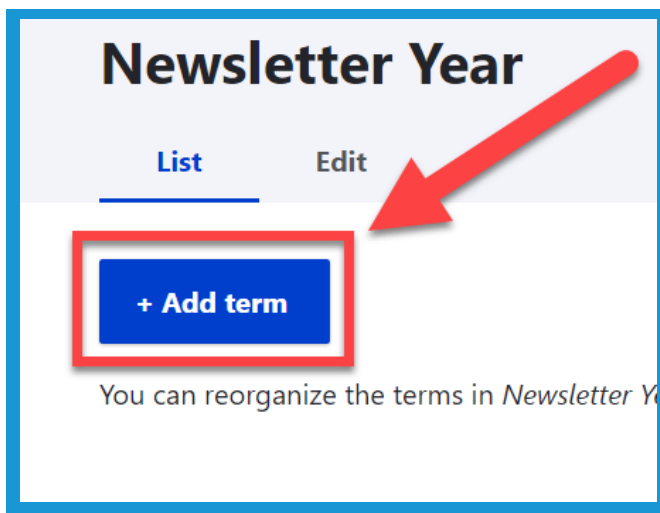 Newsletter Year
List Edit
+ Add term
You can reorganize the terms in Newsletter